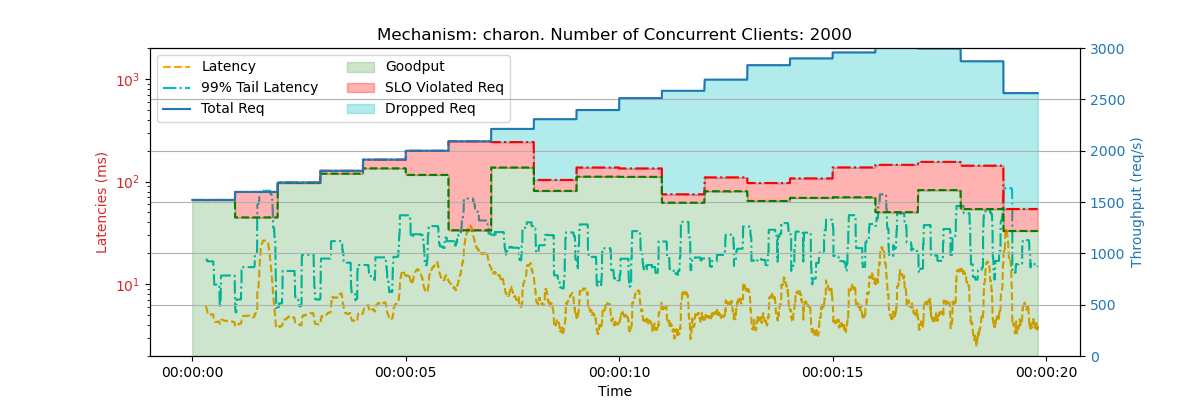 Mechanism: charon. Number of Concurrent Clients: 2000
Latency
99% Tail Latency
Total Req
Goodput
SLO Violated Req
Dropped Req
Latencies (ms)
10³
10²
10¹
Throughput (req/s)
3000
2500
2000
1500
1000
500
0
00:00:00
00:00:05
00:00:10
00:00:15
00:00:20
Time